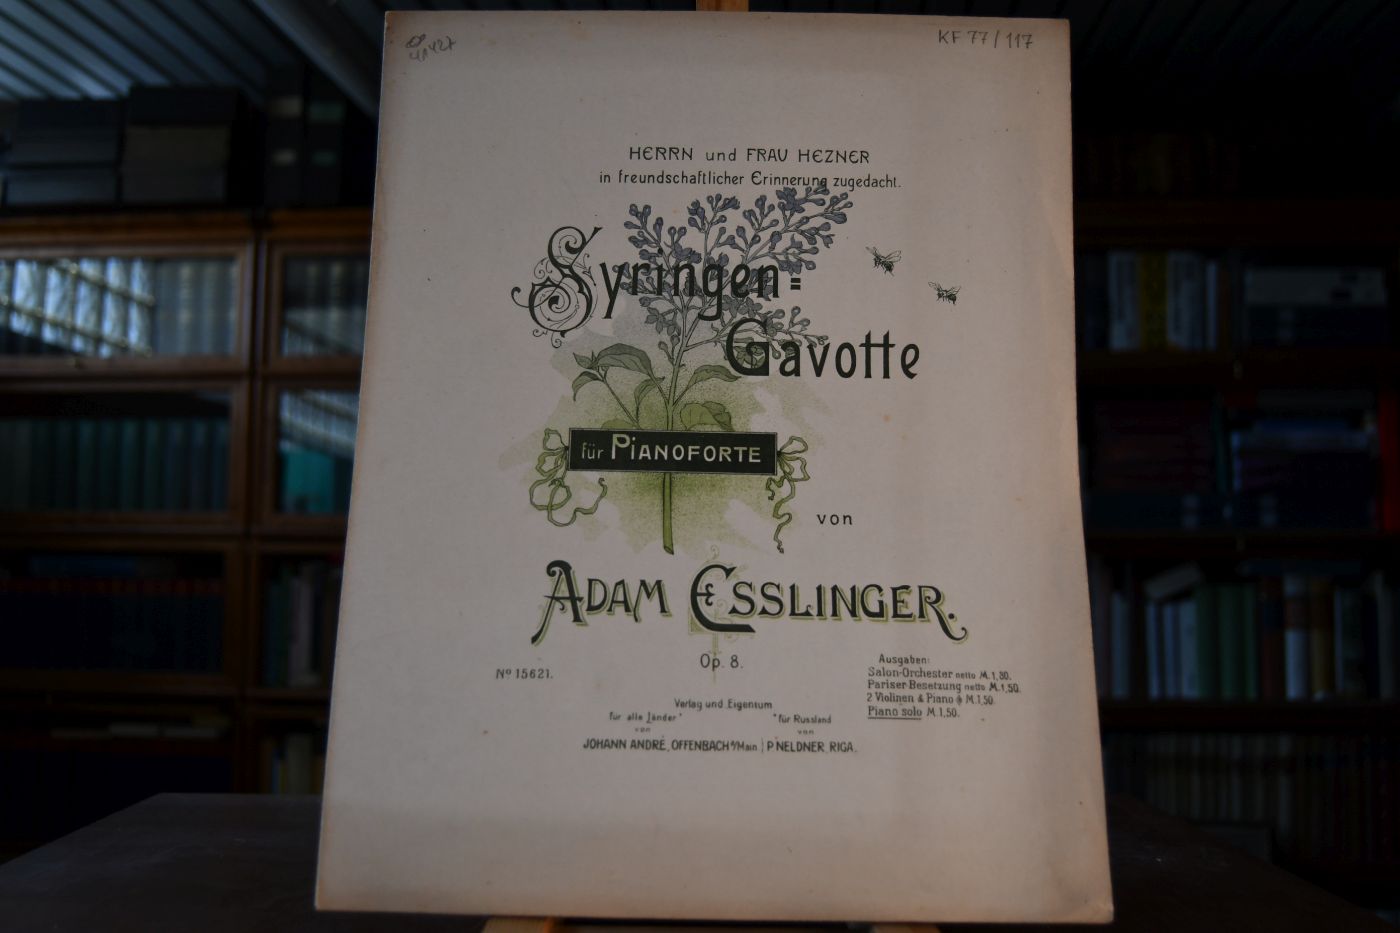 41427
KF 77/117
HERRN und FRAU HEZNER
in freundschaftlicher Erinnerung zugedacht.
Syringen=
Gavotte
für PIANOFORTE
von
ADAM ESSLINGER.
Op. 8.
No 15621.
Ausgaben:
Salon-Orchester netto M. 1,80.
Pariser-Besetzung netto M. 1,50.
2 Violinen & Piano M. 1,50.
Piano solo M. 1,50.
Verlag und Eigentum
für alle Länder für Russland
von von
JOHANN ANDRÉ, OFFENBACH a/Main P. NELDNER, RIGA.